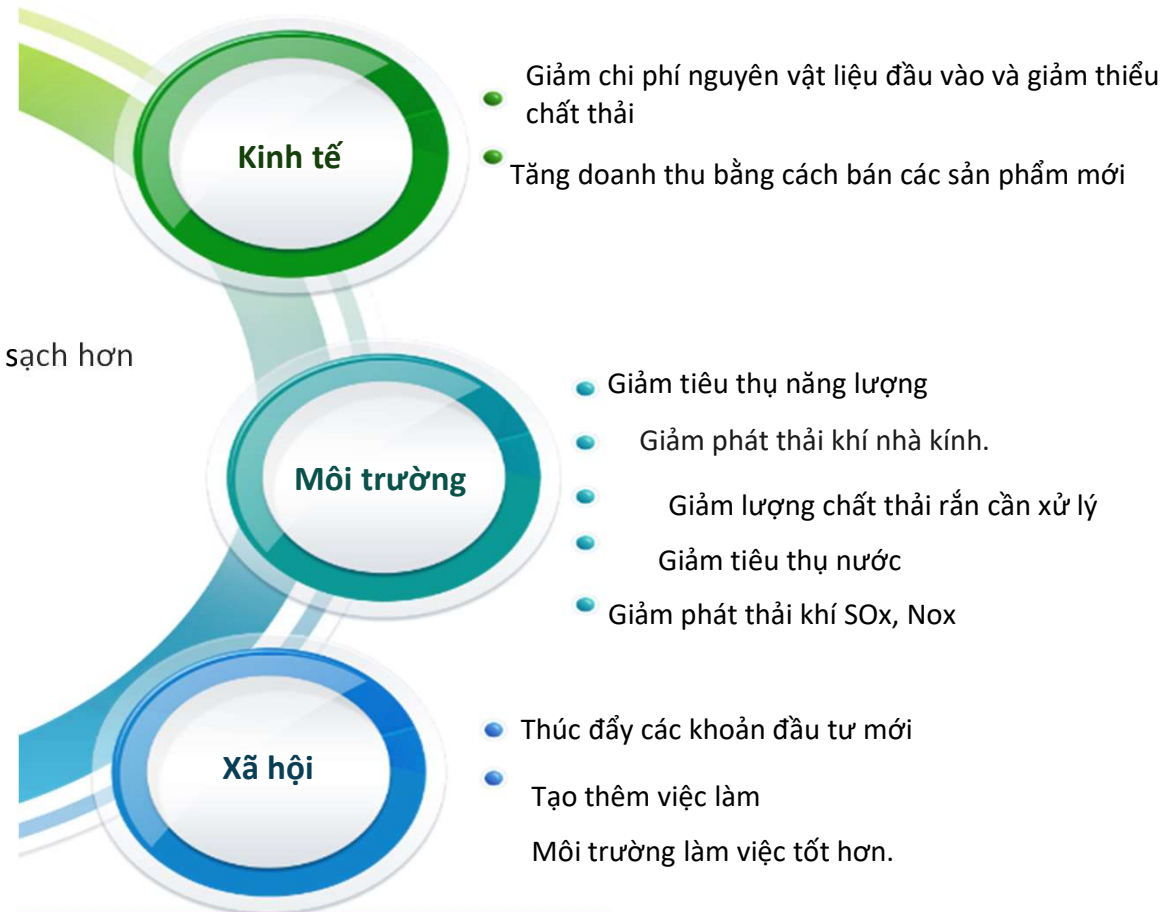 Giảm chi phí nguyên vật liệu đầu vào và giảm thiểu
chất thải
Kinh tế
Tăng doanh thu bằng cách bán các sản phẩm mới
sạch hơn
Giảm tiêu thụ năng lượng
Giảm phát thải khí nhà kính.
Môi trường
Giảm lượng chất thải rắn cần xử lý
Giảm tiêu thụ nước
Giảm phát thải khí SOx, Nox
Thúc đẩy các khoản đầu tư mới
Xã hội
Tạo thêm việc làm
Môi trường làm việc tốt hơn.